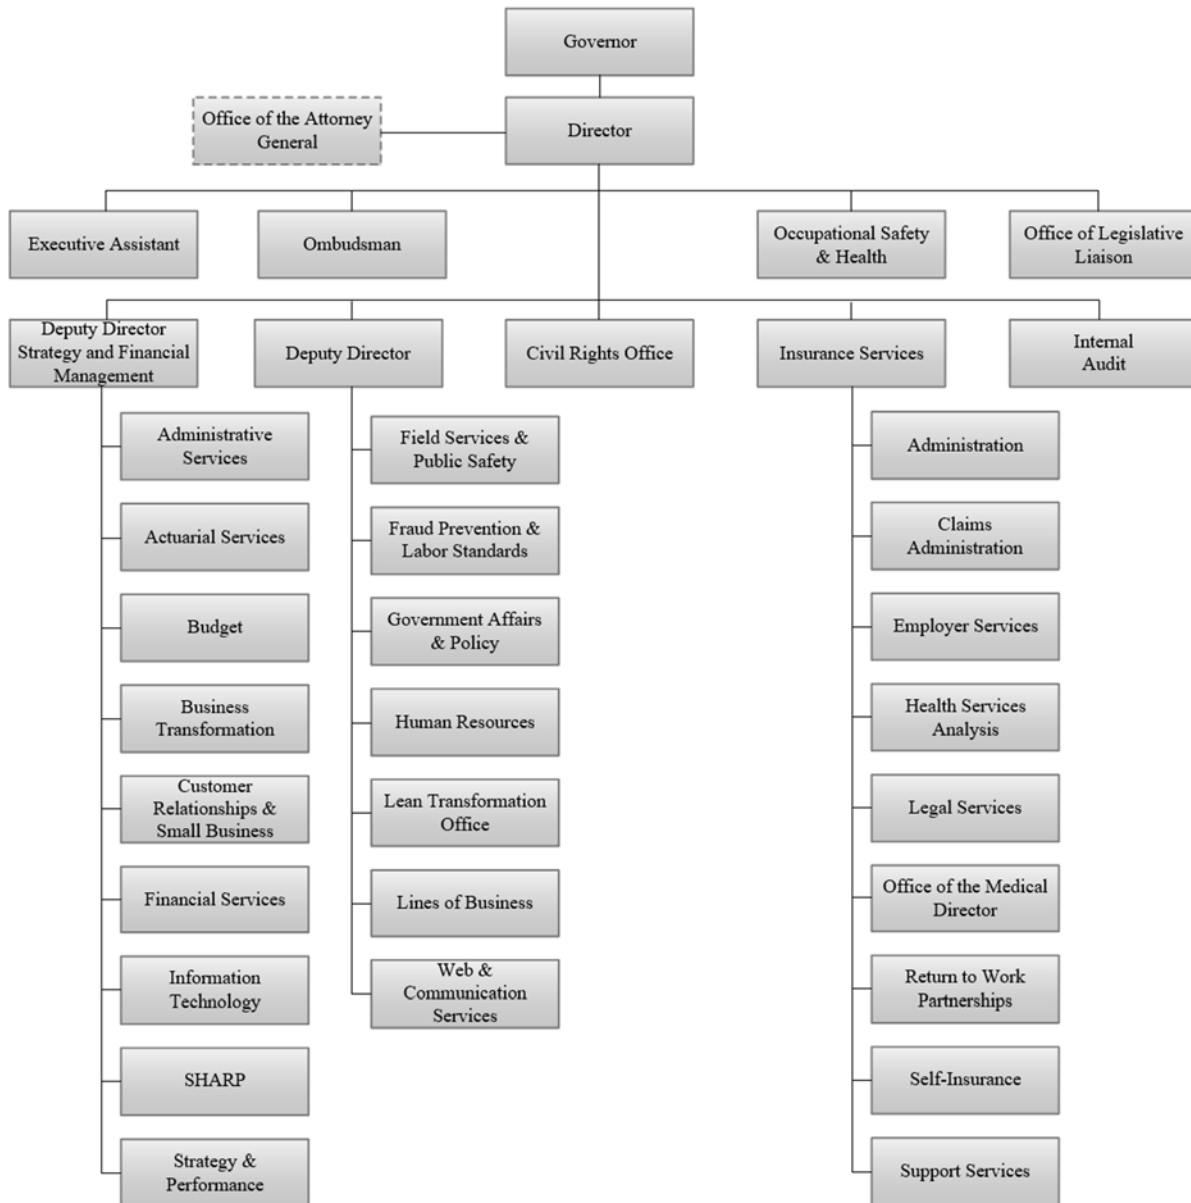 Governor
Office of the Attorney
General
Director
Executive Assistant
Ombudsman
Occupational Safety
& Health
Office of Legislative
Liaison
Deputy Director
Strategy and Financial
Management
Deputy Director
Civil Rights Office
Insurance Services
Internal
Audit
Administrative
Services
Actuarial Services
Budget
Business
Transformation
Customer
Relationships &
Small Business
Financial Services
Information
Technology
SHARP
Strategy &
Performance
Field Services &
Public Safety
Fraud Prevention &
Labor Standards
Government Affairs
& Policy
Human Resources
Lean Transformation
Office
Lines of Business
Web &
Communication
Services
Administration
Claims
Administration
Employer Services
Health Services
Analysis
Legal Services
Office of the Medical
Director
Return to Work
Partnerships
Self-Insurance
Support Services